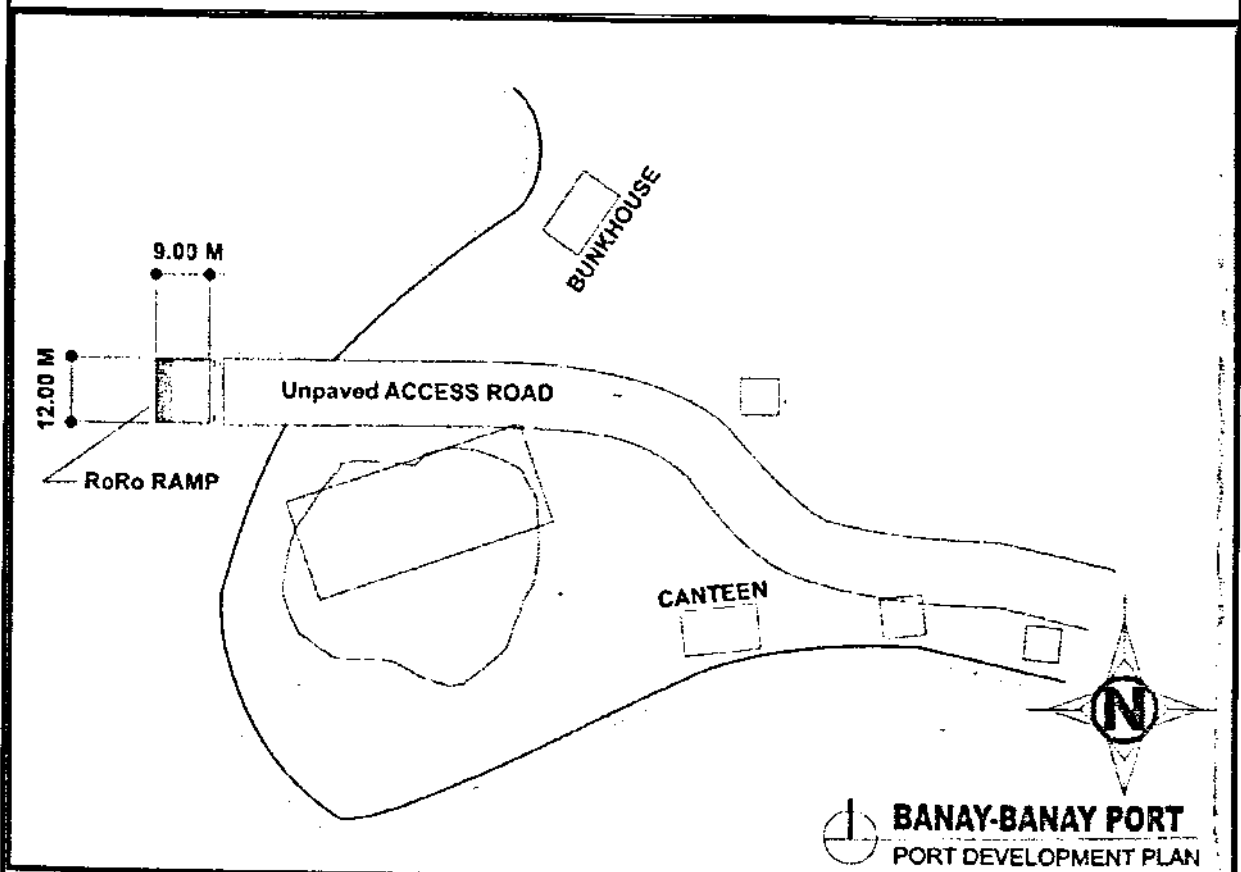 BUNKHOUSE
9.00 M
12.00 M
Unpaved ACCESS ROAD
RoRo RAMP
CANTEEN
N
BANAY-BANAY PORT
PORT DEVELOPMENT PLAN